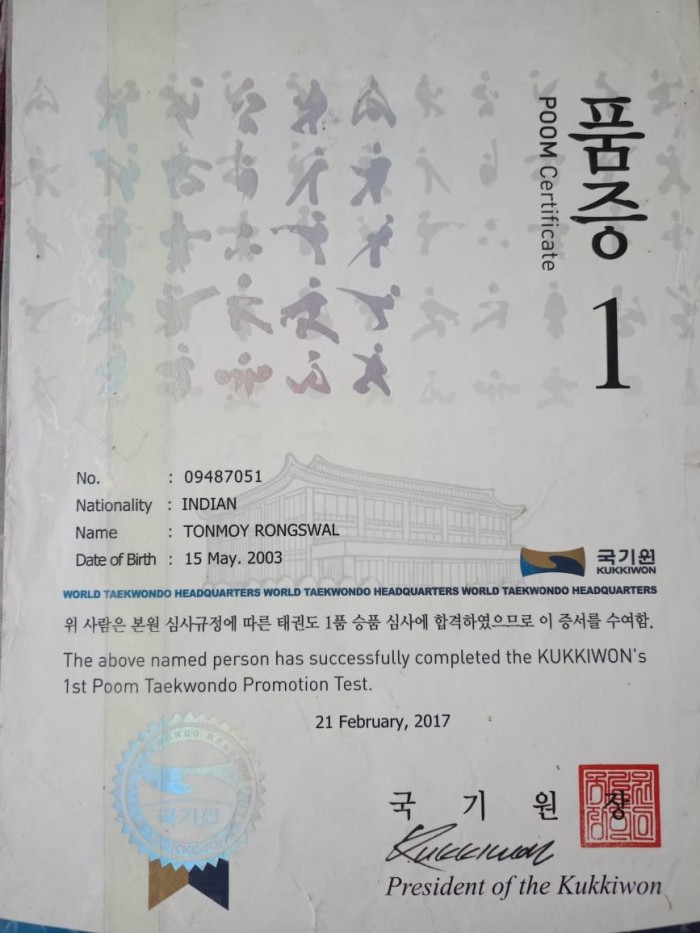 품증
POOM Certificate
1
No. : 09487051
Nationality : INDIAN
Name : TONMOY RONGSWAL
Date of Birth : 15 May. 2003
국기원
KUKKIWON
WORLD TAEKWONDO HEADQUARTERS WORLD TAEKWONDO HEADQUARTERS WORLD TAEKWONDO HEADQUARTERS
위 사람은 본원 심사규정에 따른 태권도 1품 승품 심사에 합격하였으므로 이 증서를 수여함.
The above named person has successfully completed the KUKKIWON's
1st Poom Taekwondo Promotion Test.
21 February, 2017
국기원
국 기 원 장
Kukkiwon
President of the Kukkiwon